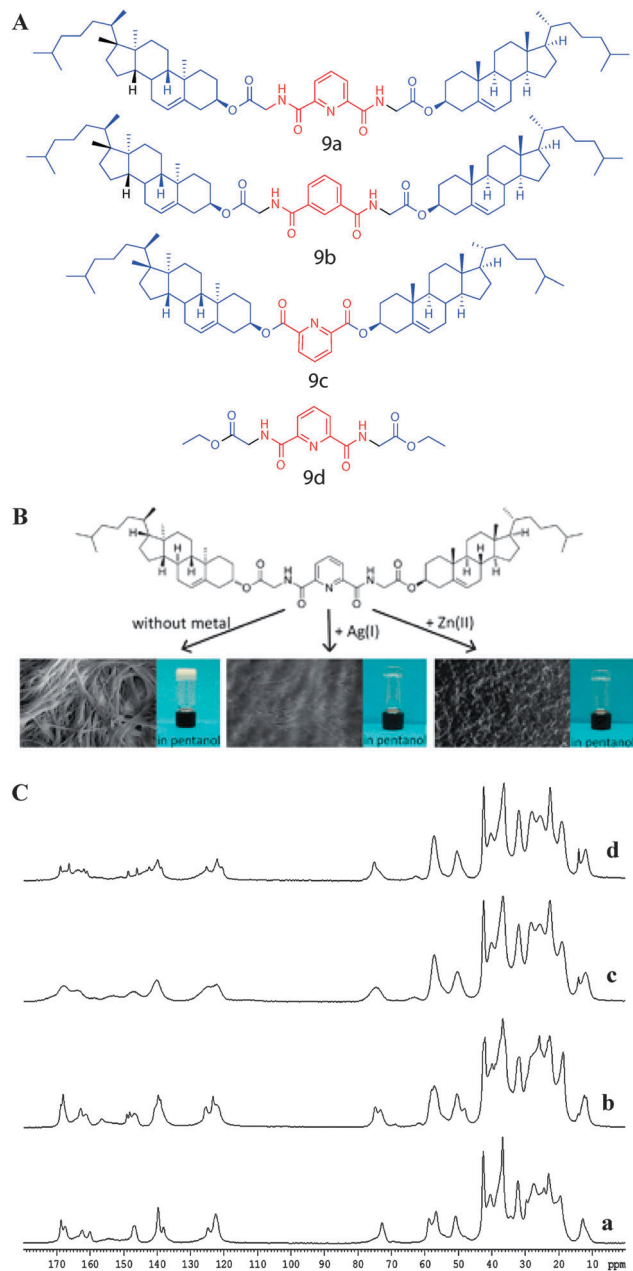 A
H
O H H O
H O N N N O H
O O
9a
H
O H H O
H O N N O H
O O
9b
H
O O
H O N O H
9c
O H H O
O N N N O
O O
9d
B
H H H H
H H H H
O H H O
O N N N O
O O
without metal
+ Ag(I)
+ Zn(II)
in pentanol in pentanol in pentanol
C
d
c
b
a
170 160 150 140 130 120 110 100 90 80 70 60 50 40 30 20 10 ppm